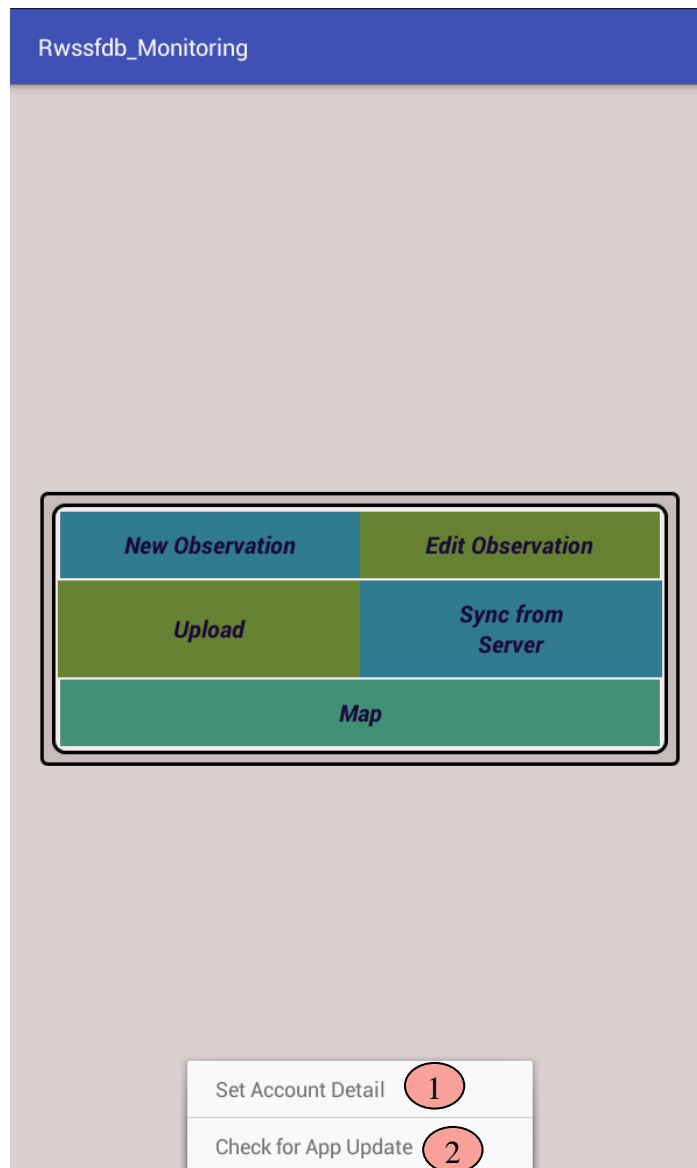 Rwssfdb_Monitoring
New Observation
Edit Observation
Upload
Sync from
Server
Map
Set Account Detail 1
Check for App Update 2